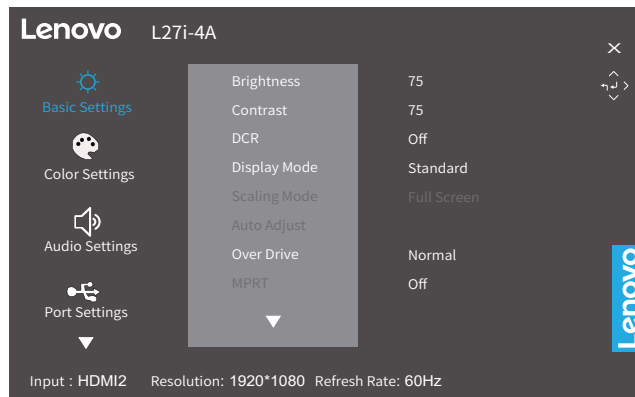 Lenovo L27i-4A
Basic Settings
Color Settings
Audio Settings
Port Settings
Brightness 75
Contrast 75
DCR Off
Display Mode Standard
Scaling Mode Full Screen
Auto Adjust
Over Drive Normal
MPRT Off
Lenovo
Input : HDMI2 Resolution: 1920*1080 Refresh Rate: 60Hz